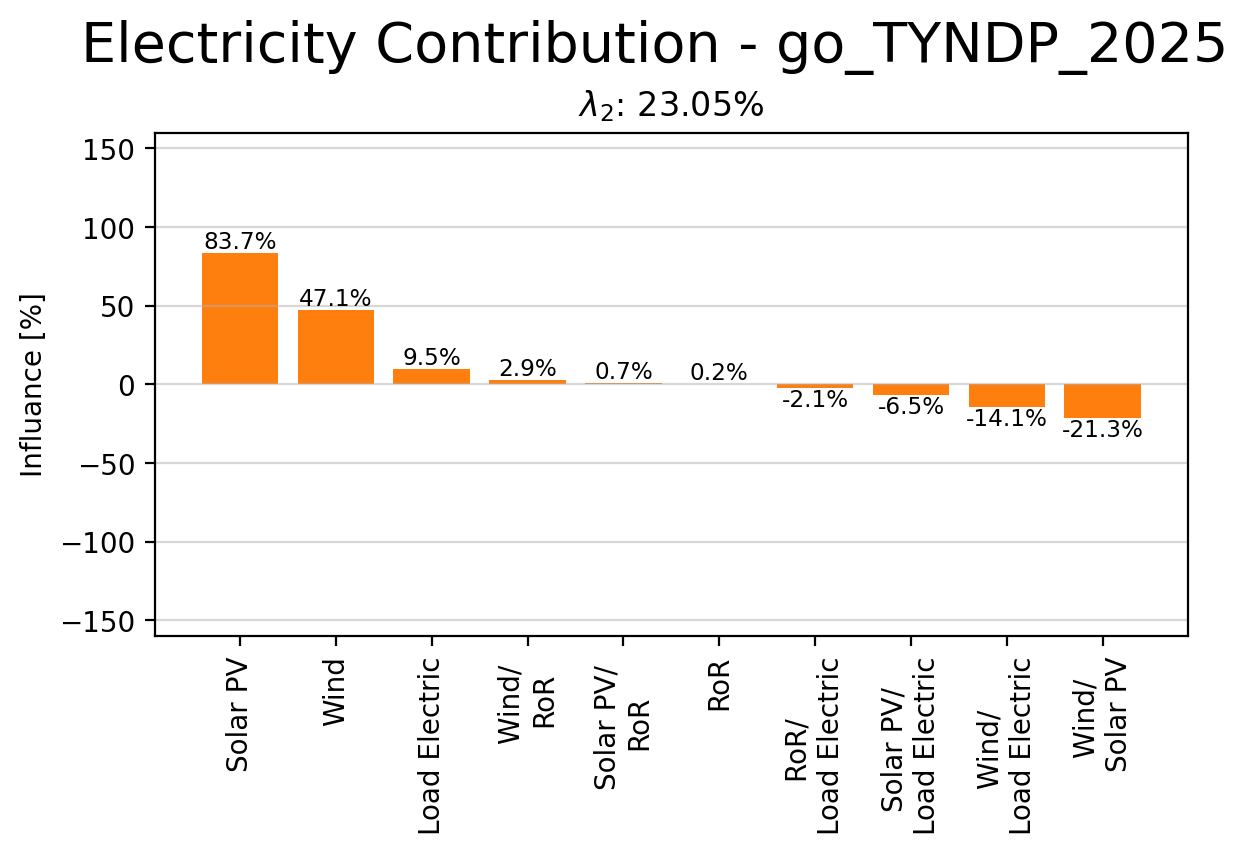 Electricity Contribution - go_TYNDP_2025
λ₂: 23.05%
Influance [%]
150
100
50
0
−50
−100
−150
83.7%
47.1%
9.5%
2.9%
0.7%
0.2%
-2.1%
-6.5%
-14.1%
-21.3%
Solar PV
Wind
Load Electric
Wind/
RoR
Solar PV/
RoR
RoR
RoR/
Load Electric
Solar PV/
Load Electric
Wind/
Load Electric
Wind/
Solar PV